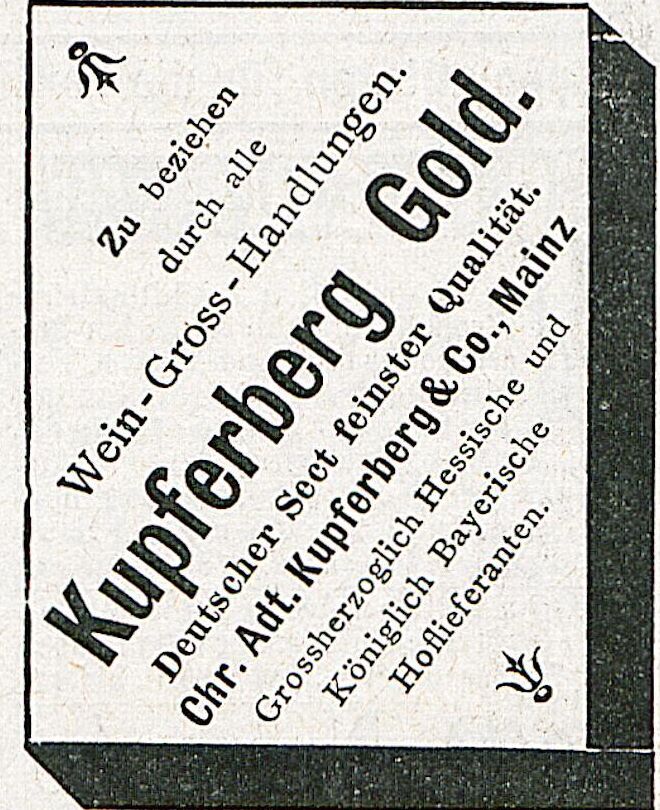 Zu beziehen
durch alle
Wein-Gross-Handlungen.
Kupferberg Gold.
Deutscher Sect feinster Qualität.
Chr. Adt. Kupferberg & Co., Mainz
Grossherzoglich Hessische und
Königlich Bayerische
Hoflieferanten.